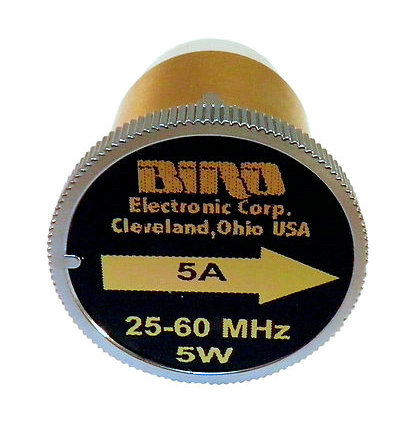 BIRD
Electronic Corp.
Cleveland,Ohio USA
5A
25-60 MHz
5W